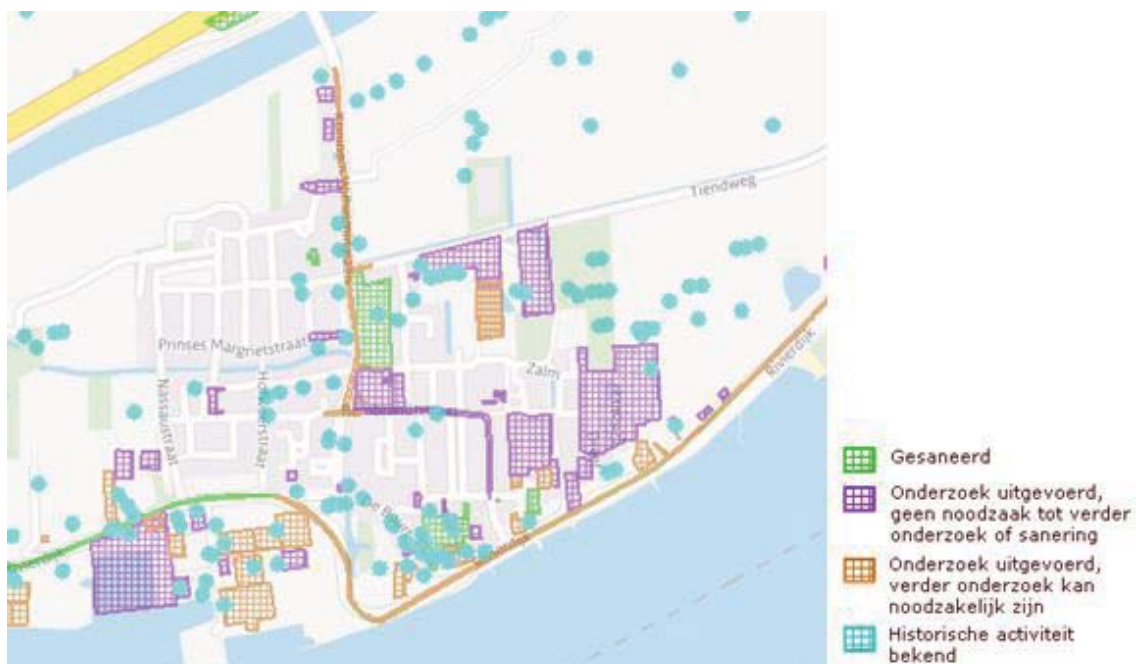 Tiendweg
Prinses Margrietstraat
Zalm
Nassaustraat
Rivierdijk
Gesaneerd
Onderzoek uitgevoerd,
geen noodzaak tot verder
onderzoek of sanering
Onderzoek uitgevoerd,
verder onderzoek kan
noodzakelijk zijn
Historische activiteit
bekend